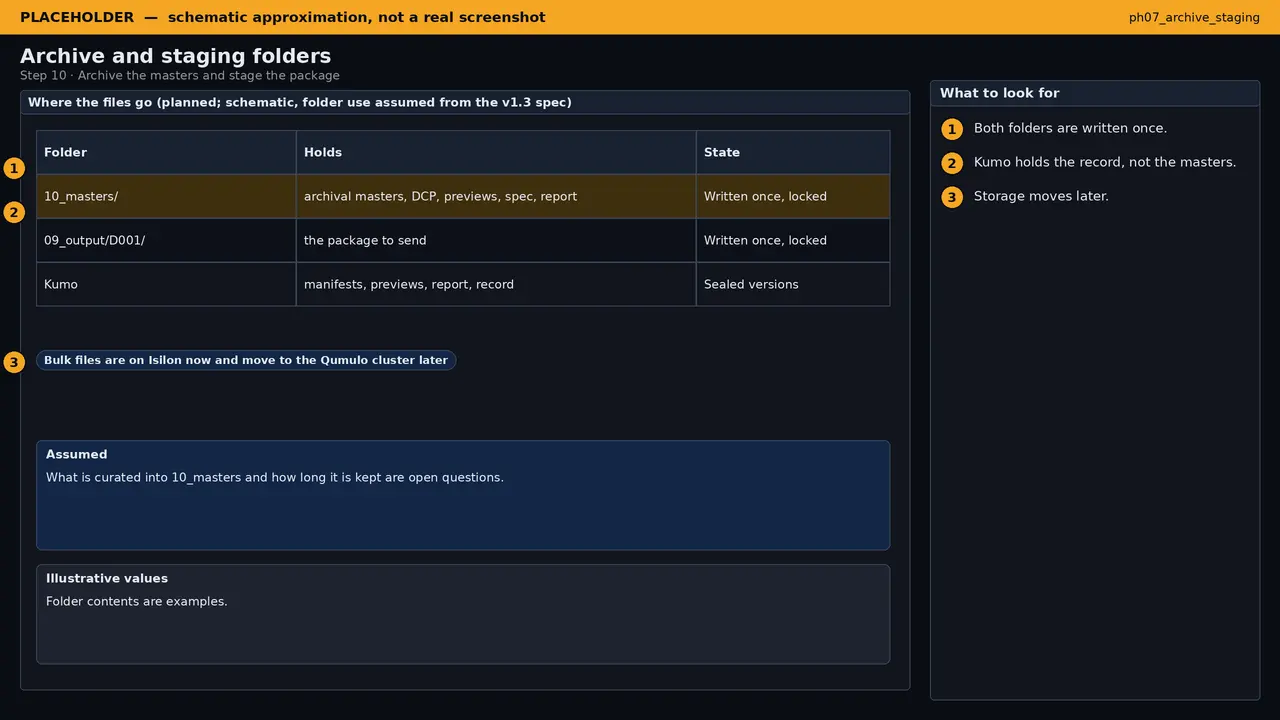 PLACEHOLDER — schematic approximation, not a real screenshot
ph07_archive_staging
Archive and staging folders
Step 10 · Archive the masters and stage the package
Where the files go (planned; schematic, folder use assumed from the v1.3 spec)
Folder Holds State
1
10_masters/ archival masters, DCP, previews, spec, report Written once, locked
2
09_output/D001/ the package to send Written once, locked
Kumo manifests, previews, report, record Sealed versions
3 Bulk files are on Isilon now and move to the Qumulo cluster later
Assumed
What is curated into 10_masters and how long it is kept are open questions.
Illustrative values
Folder contents are examples.
What to look for
1 Both folders are written once.
2 Kumo holds the record, not the masters.
3 Storage moves later.